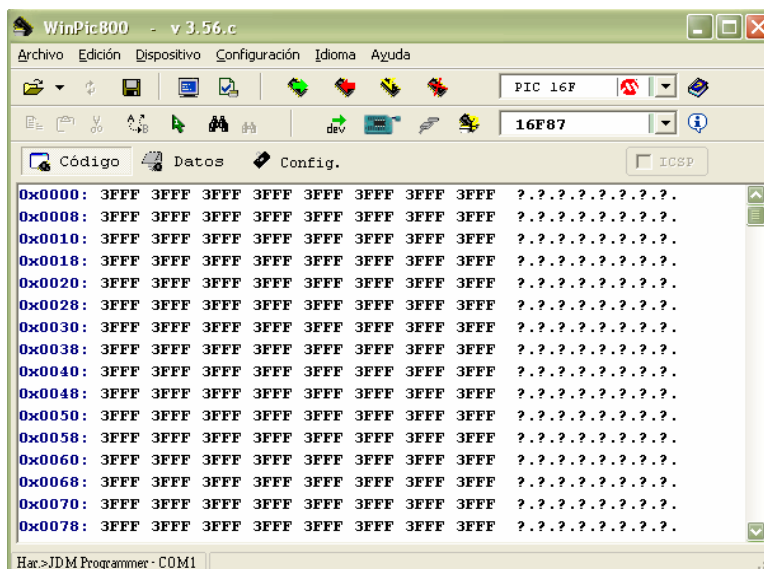 WinPic800 - v 3.56.c
Archivo Edición Dispositivo Configuración Idioma Ayuda
PIC 16F
dev 16F87
Código Datos Config. ICSP
0x0000: 3FFF 3FFF 3FFF 3FFF 3FFF 3FFF 3FFF 3FFF ?.?.?.?.?.?.?.?.
0x0008: 3FFF 3FFF 3FFF 3FFF 3FFF 3FFF 3FFF 3FFF ?.?.?.?.?.?.?.?.
0x0010: 3FFF 3FFF 3FFF 3FFF 3FFF 3FFF 3FFF 3FFF ?.?.?.?.?.?.?.?.
0x0018: 3FFF 3FFF 3FFF 3FFF 3FFF 3FFF 3FFF 3FFF ?.?.?.?.?.?.?.?.
0x0020: 3FFF 3FFF 3FFF 3FFF 3FFF 3FFF 3FFF 3FFF ?.?.?.?.?.?.?.?.
0x0028: 3FFF 3FFF 3FFF 3FFF 3FFF 3FFF 3FFF 3FFF ?.?.?.?.?.?.?.?.
0x0030: 3FFF 3FFF 3FFF 3FFF 3FFF 3FFF 3FFF 3FFF ?.?.?.?.?.?.?.?.
0x0038: 3FFF 3FFF 3FFF 3FFF 3FFF 3FFF 3FFF 3FFF ?.?.?.?.?.?.?.?.
0x0040: 3FFF 3FFF 3FFF 3FFF 3FFF 3FFF 3FFF 3FFF ?.?.?.?.?.?.?.?.
0x0048: 3FFF 3FFF 3FFF 3FFF 3FFF 3FFF 3FFF 3FFF ?.?.?.?.?.?.?.?.
0x0050: 3FFF 3FFF 3FFF 3FFF 3FFF 3FFF 3FFF 3FFF ?.?.?.?.?.?.?.?.
0x0058: 3FFF 3FFF 3FFF 3FFF 3FFF 3FFF 3FFF 3FFF ?.?.?.?.?.?.?.?.
0x0060: 3FFF 3FFF 3FFF 3FFF 3FFF 3FFF 3FFF 3FFF ?.?.?.?.?.?.?.?.
0x0068: 3FFF 3FFF 3FFF 3FFF 3FFF 3FFF 3FFF 3FFF ?.?.?.?.?.?.?.?.
0x0070: 3FFF 3FFF 3FFF 3FFF 3FFF 3FFF 3FFF 3FFF ?.?.?.?.?.?.?.?.
0x0078: 3FFF 3FFF 3FFF 3FFF 3FFF 3FFF 3FFF 3FFF ?.?.?.?.?.?.?.?.
Har.>JDM Programmer - COM1